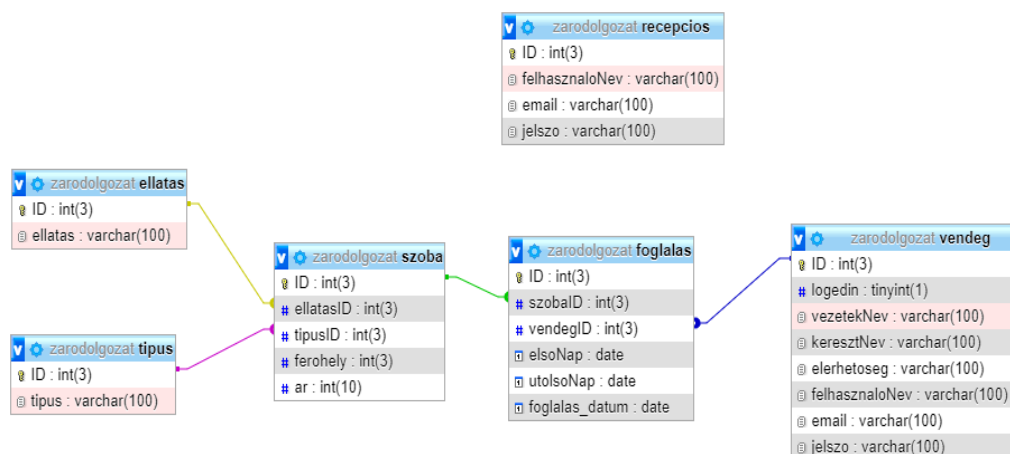 zarodolgozat recepcios
ID : int(3)
felhasznaloNev : varchar(100)
email : varchar(100)
jelszo : varchar(100)
zarodolgozat ellatas
ID : int(3)
ellatas : varchar(100)
zarodolgozat tipus
ID : int(3)
tipus : varchar(100)
zarodolgozat szoba
ID : int(3)
ellatasID : int(3)
tipusID : int(3)
ferohely : int(3)
ar : int(10)
zarodolgozat foglalas
ID : int(3)
szobaID : int(3)
vendegID : int(3)
elsoNap : date
utolsoNap : date
foglalas_datum : date
zarodolgozat vendeg
ID : int(3)
logedin : tinyint(1)
vezetekNev : varchar(100)
keresztNev : varchar(100)
elerhetoseg : varchar(100)
felhasznaloNev : varchar(100)
email : varchar(100)
jelszo : varchar(100)